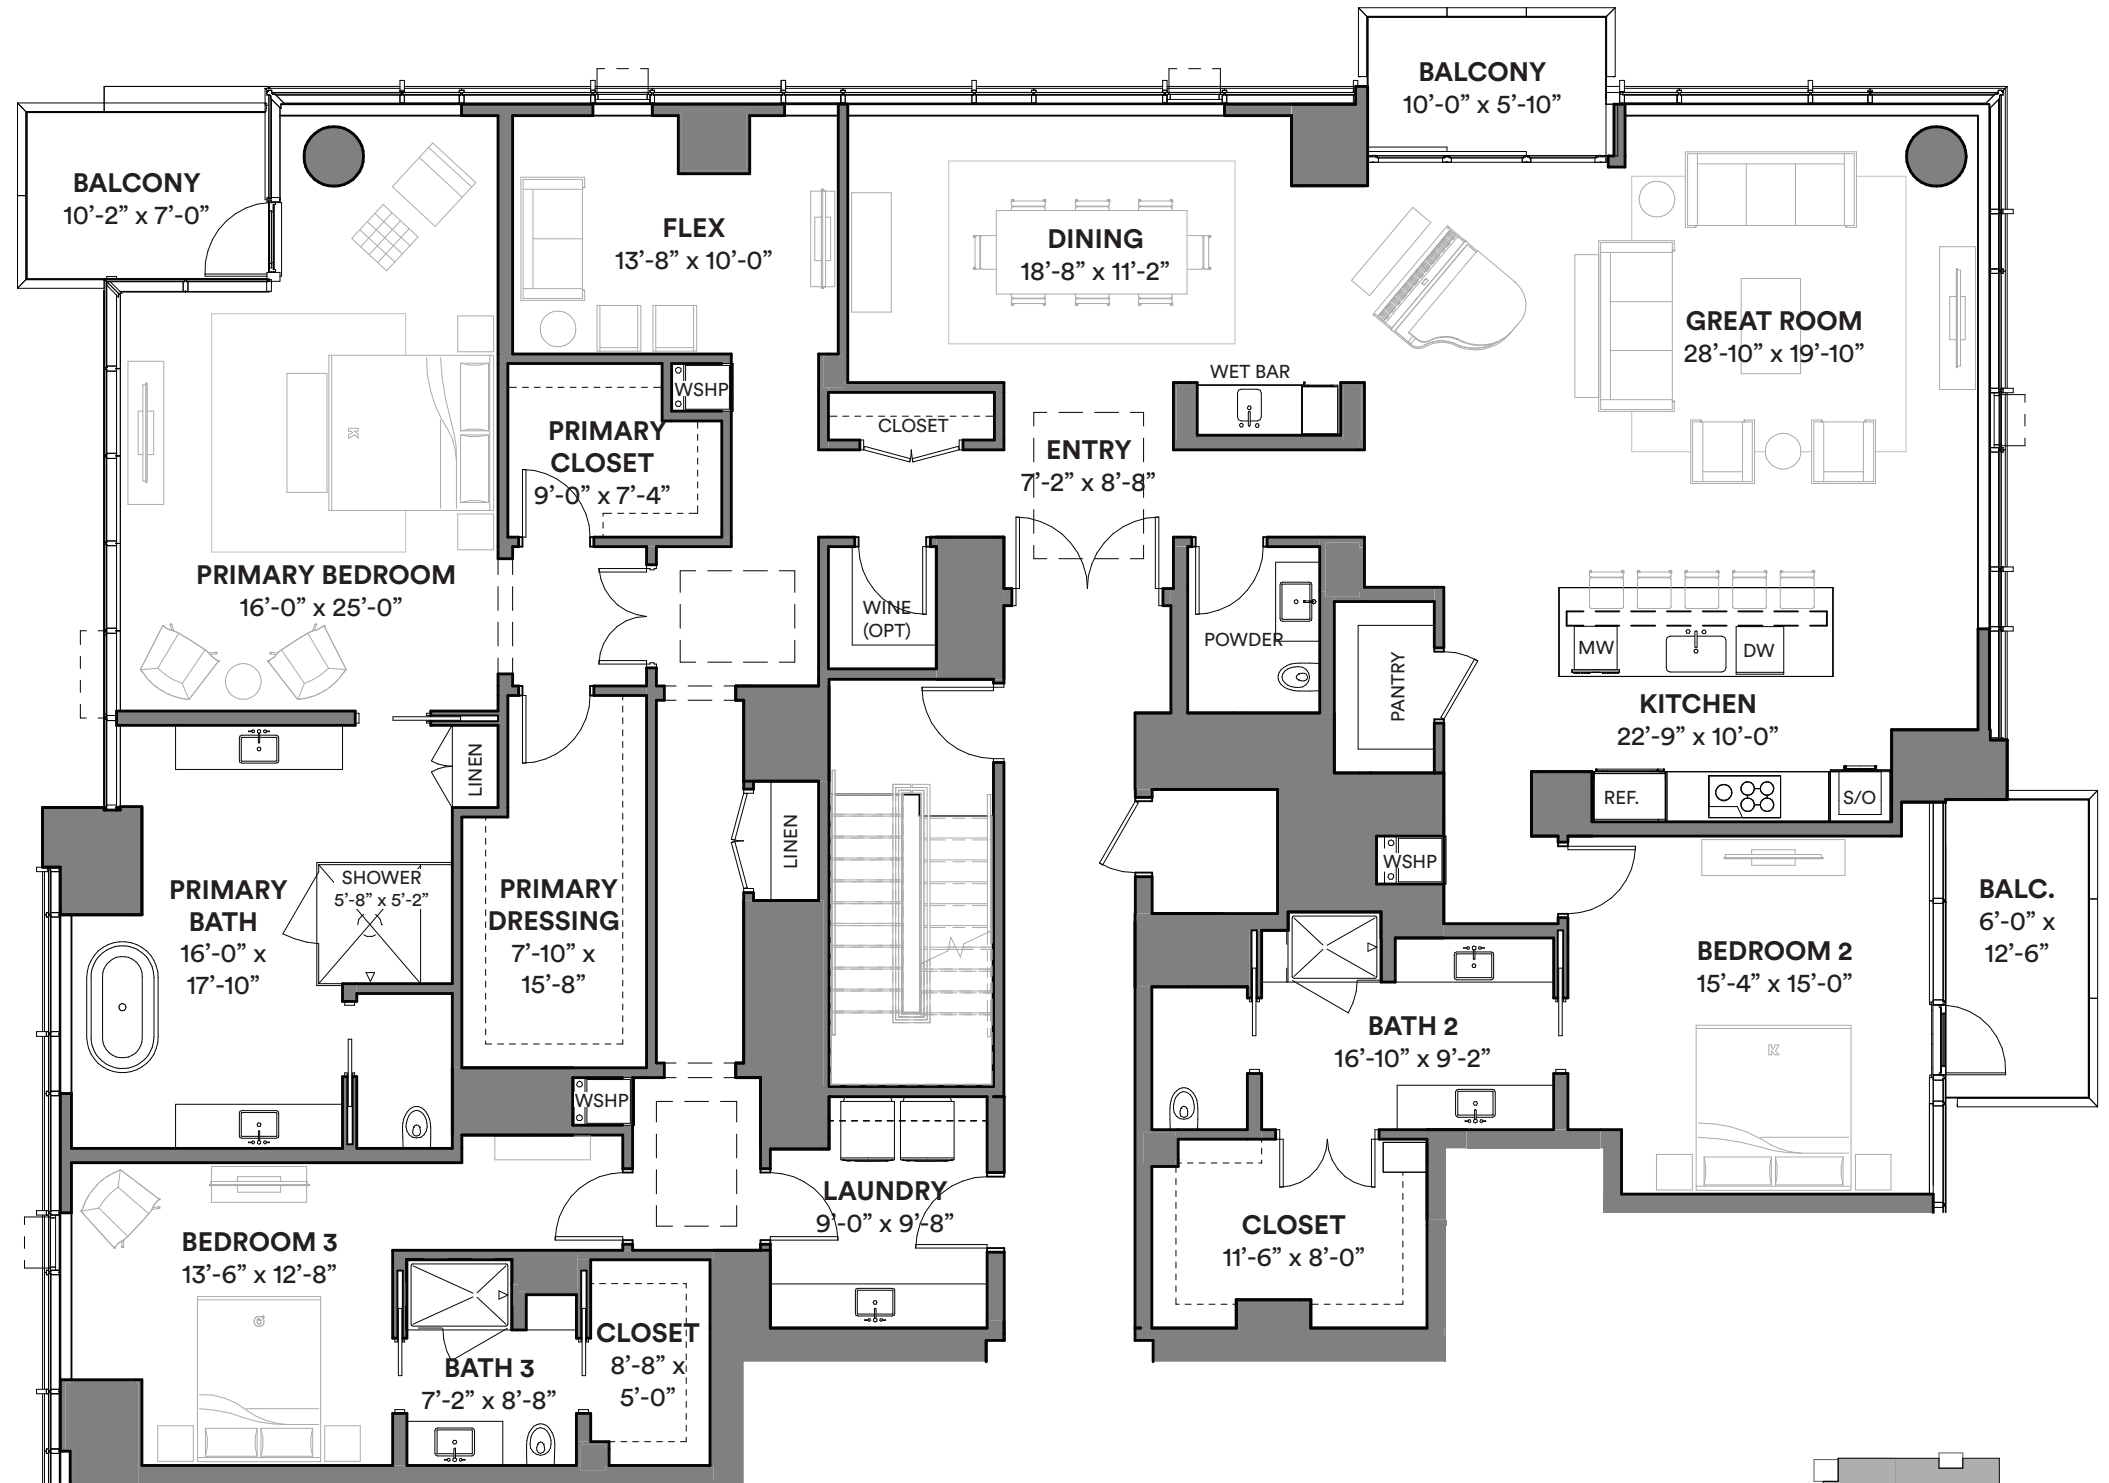 BALCONY
10'-0” x 5'-10”
BALCONY
10'-2” x 7'-0”
FLEX
13'-8” x 10'-0”
DINING
18'-8” x 11'-2”
GREAT ROOM
28'-10” x 19'-10”
WET BAR
WSHP
CLOSET
PRIMARY
CLOSET
9'-0” x 7'-4”
ENTRY
7'-2” x 8'-8”
PRIMARY BEDROOM
16'-0” x 25'-0”
WINE
(OPT)
POWDER
PANTRY
MW
DW
KITCHEN
22'-9” x 10'-0”
REF.
S/O
LINEN
LINEN
WSHP
SHOWER
5'-8” x 5'-2”
PRIMARY
BATH
16'-0” x
17'-10”
PRIMARY
DRESSING
7'-10” x
15'-8”
BALC.
6'-0” x
12'-6”
BEDROOM 2
15'-4” x 15'-0”
BATH 2
16'-10” x 9'-2”
K
K
WSHP
LAUNDRY
9'-0” x 9'-8”
CLOSET
11'-6” x 8'-0”
BEDROOM 3
13'-6” x 12'-8”
Q
CLOSET
8'-8” x
5'-0”
BATH 3
7'-2” x 8'-8”